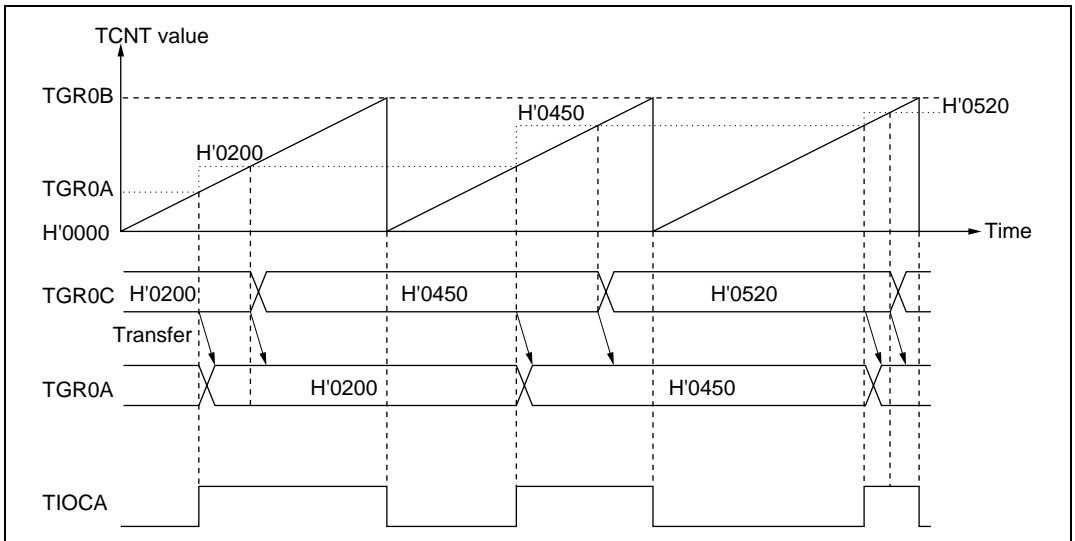 TCNT value
TGR0B
H'0520
H'0450
H'0200
TGR0A
H'0000
Time
TGR0C
H'0200
H'0450
H'0520
Transfer
TGR0A
H'0200
H'0450
TIOCA